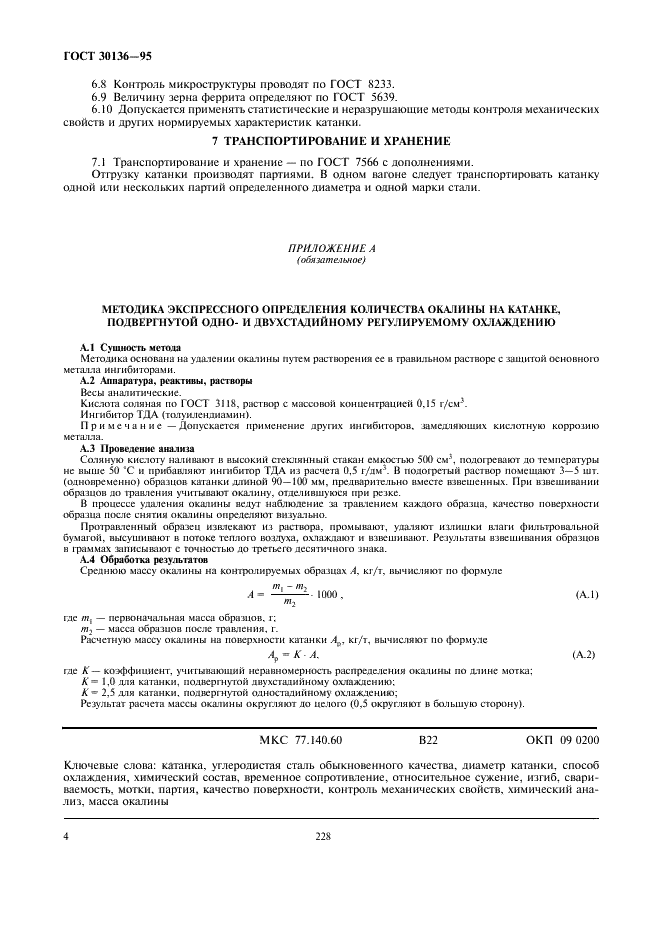 ГОСТ 30136—95
6.8 Контроль микроструктуры проводят по ГОСТ 8233.
6.9 Величину зерна феррита определяют по ГОСТ 5639.
6.10 Допускается применять статистические и неразрушающие методы контроля механических
свойств и других нормируемых характеристик катанки.
7 ТРАНСПОРТИРОВАНИЕ И ХРАНЕНИЕ
7.1 Транспортирование и хранение — по ГОСТ 7566 с дополнениями.
Отгрузку катанки производят партиями. В одном вагоне следует транспортировать катанку
одной или нескольких партий определенного диаметра и одной марки стали.
ПРИЛОЖЕНИЕ А
(обязательное)
МЕТОДИКА ЭКСПРЕССНОГО ОПРЕДЕЛЕНИЯ КОЛИЧЕСТВА ОКАЛИНЫ НА КАТАНКЕ,
ПОДВЕРГНУТОЙ ОДНО- И ДВУХСТАДИЙНОМУ РЕГУЛИРУЕМОМУ ОХЛАЖДЕНИЮ
А.1 Сущность метода
Методика основана на удалении окалины путем растворения ее в травильном растворе с защитой основного
металла ингибиторами.
А.2 Аппаратура, реактивы, растворы
Весы аналитические.
Кислота соляная по ГОСТ 3118, раствор с массовой концентрацией 0,15 г/см³.
Ингибитор ТДА (толуилендиамин).
Примечание — Допускается применение других ингибиторов, замедляющих кислотную коррозию
металла.
А.3 Проведение анализа
Соляную кислоту наливают в высокий стеклянный стакан емкостью 500 см³, подогревают до температуры
не выше 50 °С и прибавляют ингибитор ТДА из расчета 0,5 г/дм³. В подогретый раствор помещают 3—5 шт.
(одновременно) образцов катанки длиной 90—100 мм, предварительно вместе взвешенных. При взвешивании
образцов до травления учитывают окалину, отделившуюся при резке.
В процессе удаления окалины ведут наблюдение за травлением каждого образца, качество поверхности
образца после снятия окалины определяют визуально.
Протравленный образец извлекают из раствора, промывают, удаляют излишки влаги фильтровальной
бумагой, высушивают в потоке теплого воздуха, охлаждают и взвешивают. Результаты взвешивания образцов
в граммах записывают с точностью до третьего десятичного знака.
А.4 Обработка результатов
Среднюю массу окалины на контролируемых образцах А, кг/т, вычисляют по формуле
A = (m₁ − m₂) / m₂ · 1000 , (А.1)
где m₁ — первоначальная масса образцов, г;
m₂ — масса образцов после травления, г.
Расчетную массу окалины на поверхности катанки Aр, кг/т, вычисляют по формуле
Aр = K · A, (А.2)
где K — коэффициент, учитывающий неравномерность распределения окалины по длине мотка;
K = 1,0 для катанки, подвергнутой двухстадийному охлаждению;
K = 2,5 для катанки, подвергнутой одностадийному охлаждению;
Результат расчета массы окалины округляют до целого (0,5 округляют в большую сторону).
МКС 77.140.60 В22 ОКП 09 0200
Ключевые слова: катанка, углеродистая сталь обыкновенного качества, диаметр катанки, способ
охлаждения, химический состав, временное сопротивление, относительное сужение, изгиб, свари-
ваемость, мотки, партия, качество поверхности, контроль механических свойств, химический ана-
лиз, масса окалины
4 228